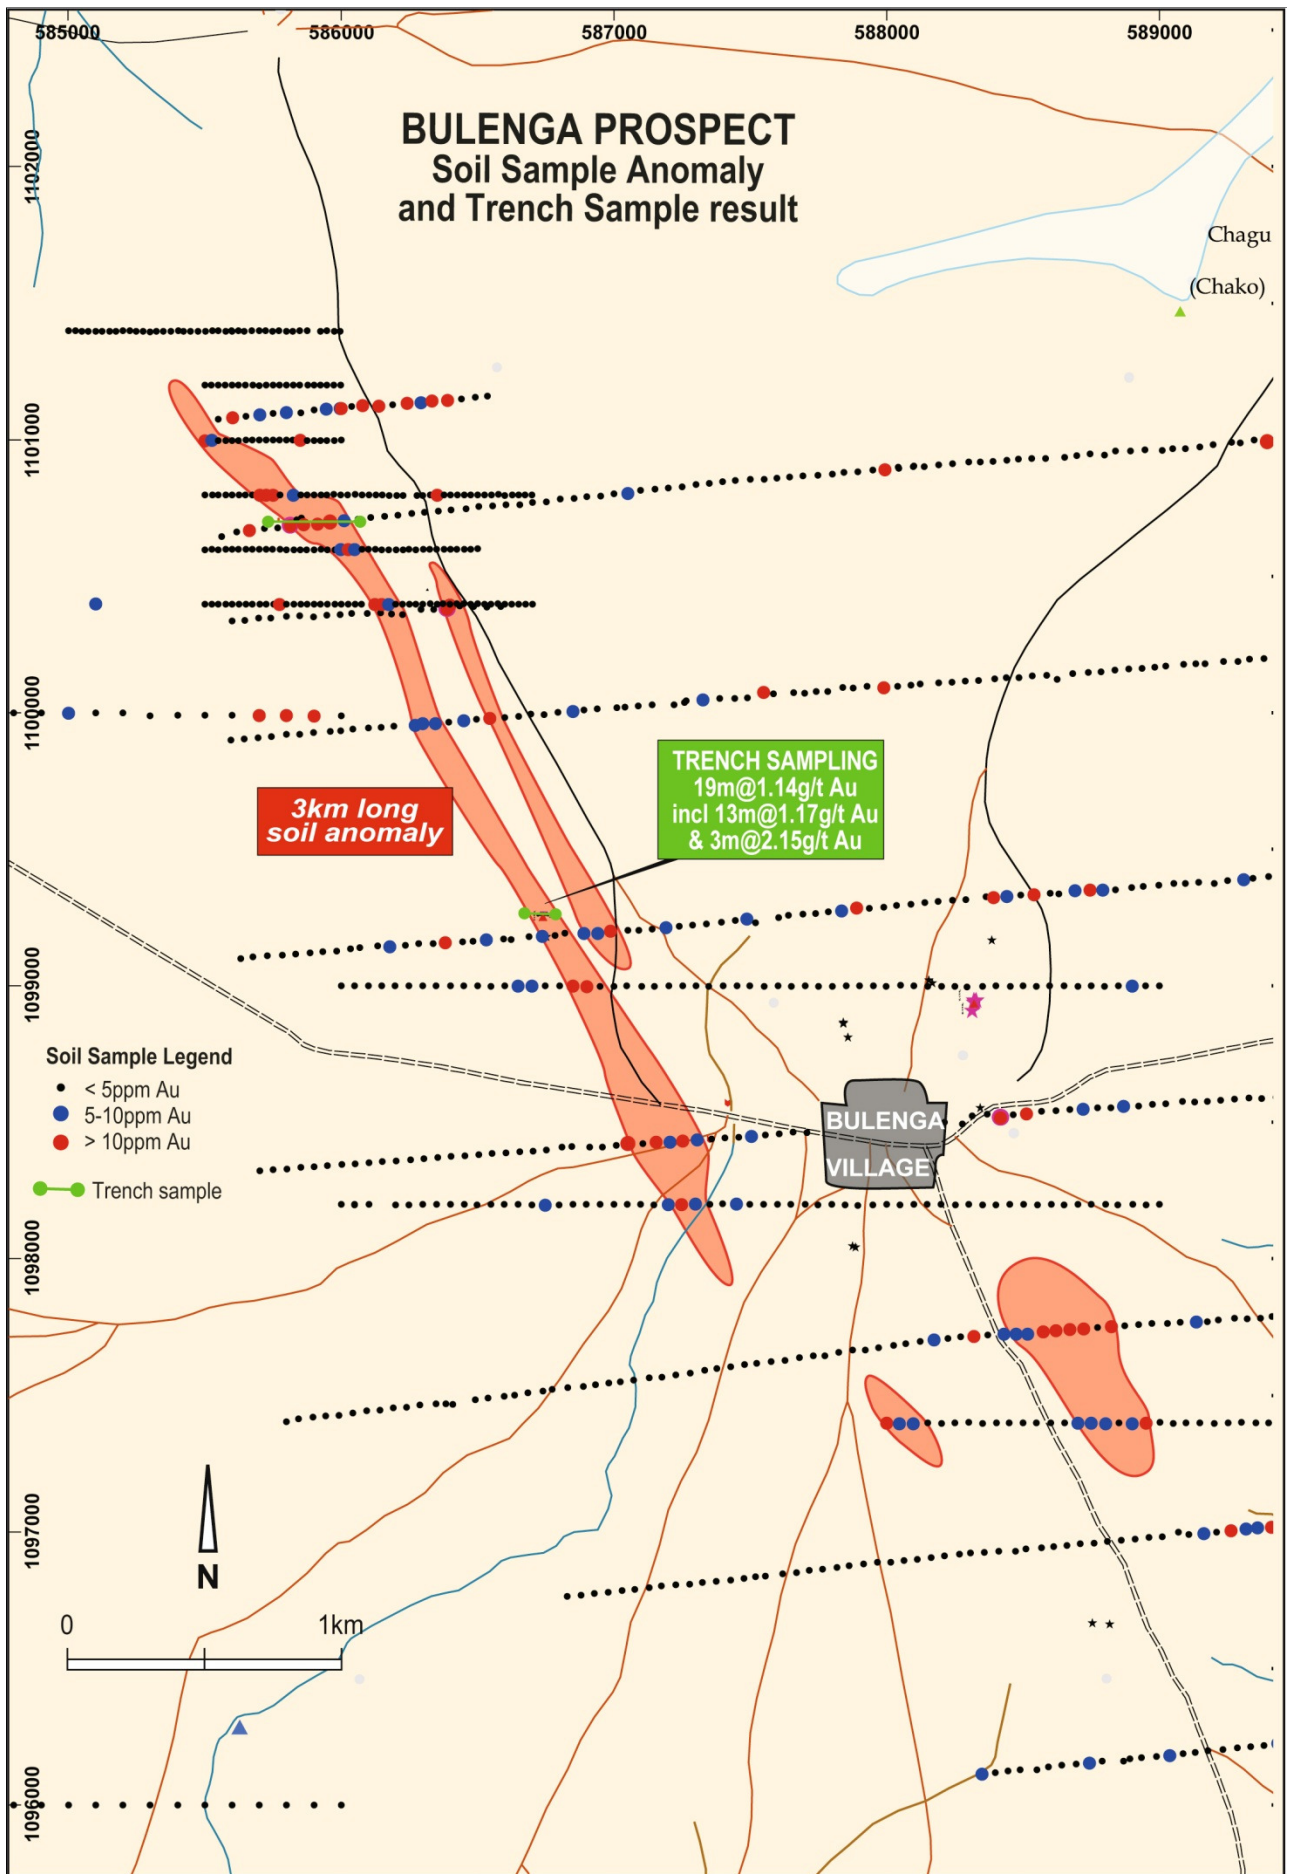 585000
586000
587000
588000
589000
BULENGA PROSPECT
Soil Sample Anomaly
and Trench Sample result
1102000
Chagu
(Chako)
1101000
1100000
TRENCH SAMPLING
19m@1.14g/t Au
incl 13m@1.17g/t Au
& 3m@2.15g/t Au
3km long
soil anomaly
1099000
Soil Sample Legend
< 5ppm Au
5-10ppm Au
> 10ppm Au
Trench sample
BULENGA
VILLAGE
1098000
1097000
N
0
1km
1096000